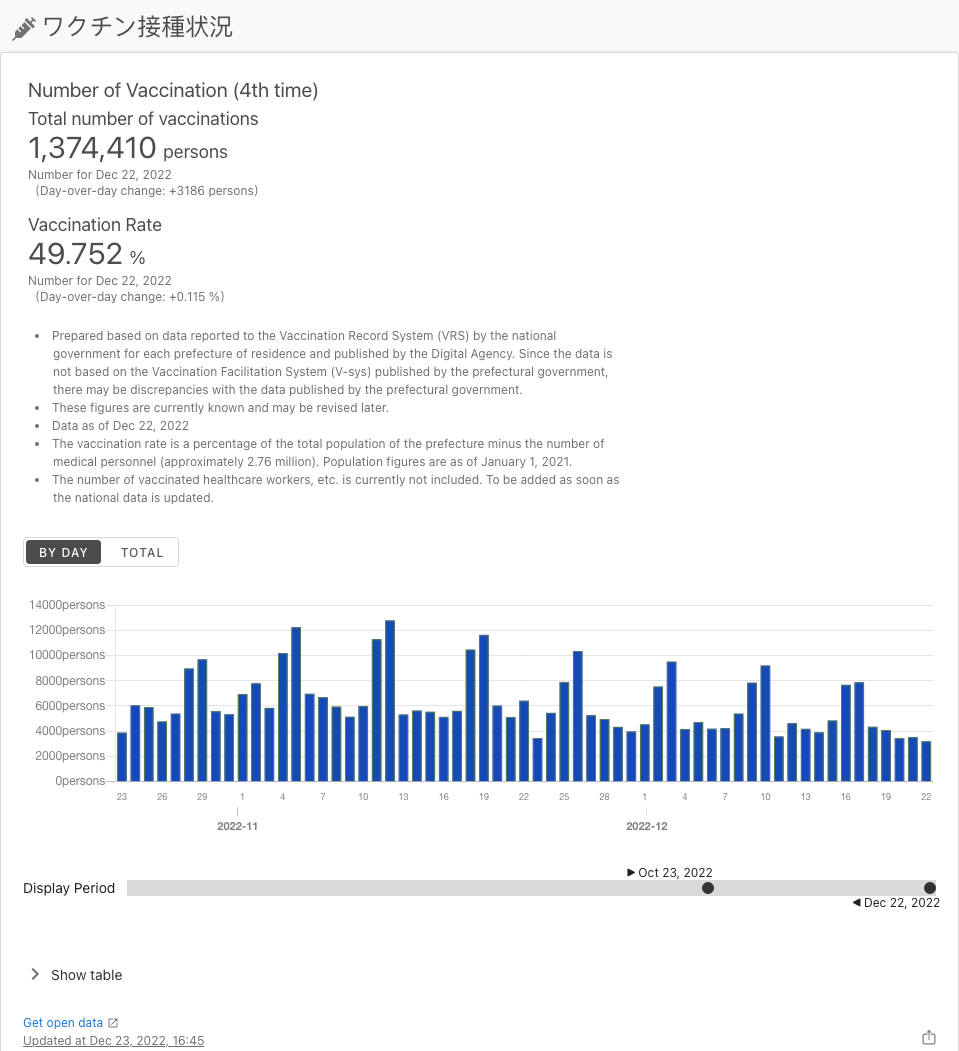 ワクチン接種状況
Number of Vaccination (4th time)
Total number of vaccinations
1,374,410 persons
Number for Dec 22, 2022
(Day-over-day change: +3186 persons)
Vaccination Rate
49.752 %
Number for Dec 22, 2022
(Day-over-day change: +0.115 %)
• Prepared based on data reported to the Vaccination Record System (VRS) by the national
government for each prefecture of residence and published by the Digital Agency. Since the data is
not based on the Vaccination Facilitation System (V-sys) published by the prefectural government,
there may be discrepancies with the data published by the prefectural government.
• These figures are currently known and may be revised later.
• Data as of Dec 22, 2022
• The vaccination rate is a percentage of the total population of the prefecture minus the number of
medical personnel (approximately 2.76 million). Population figures are as of January 1, 2021.
• The number of vaccinated healthcare workers, etc. is currently not included. To be added as soon as
the national data is updated.
BY DAY TOTAL
14000persons
12000persons
10000persons
8000persons
6000persons
4000persons
2000persons
0persons
23 26 29 1 4 7 10 13 16 19 22 25 28 1 4 7 10 13 16 19 22
2022-11 2022-12
Oct 23, 2022
Display Period
Dec 22, 2022
Show table
Get open data
Updated at Dec 23, 2022, 16:45